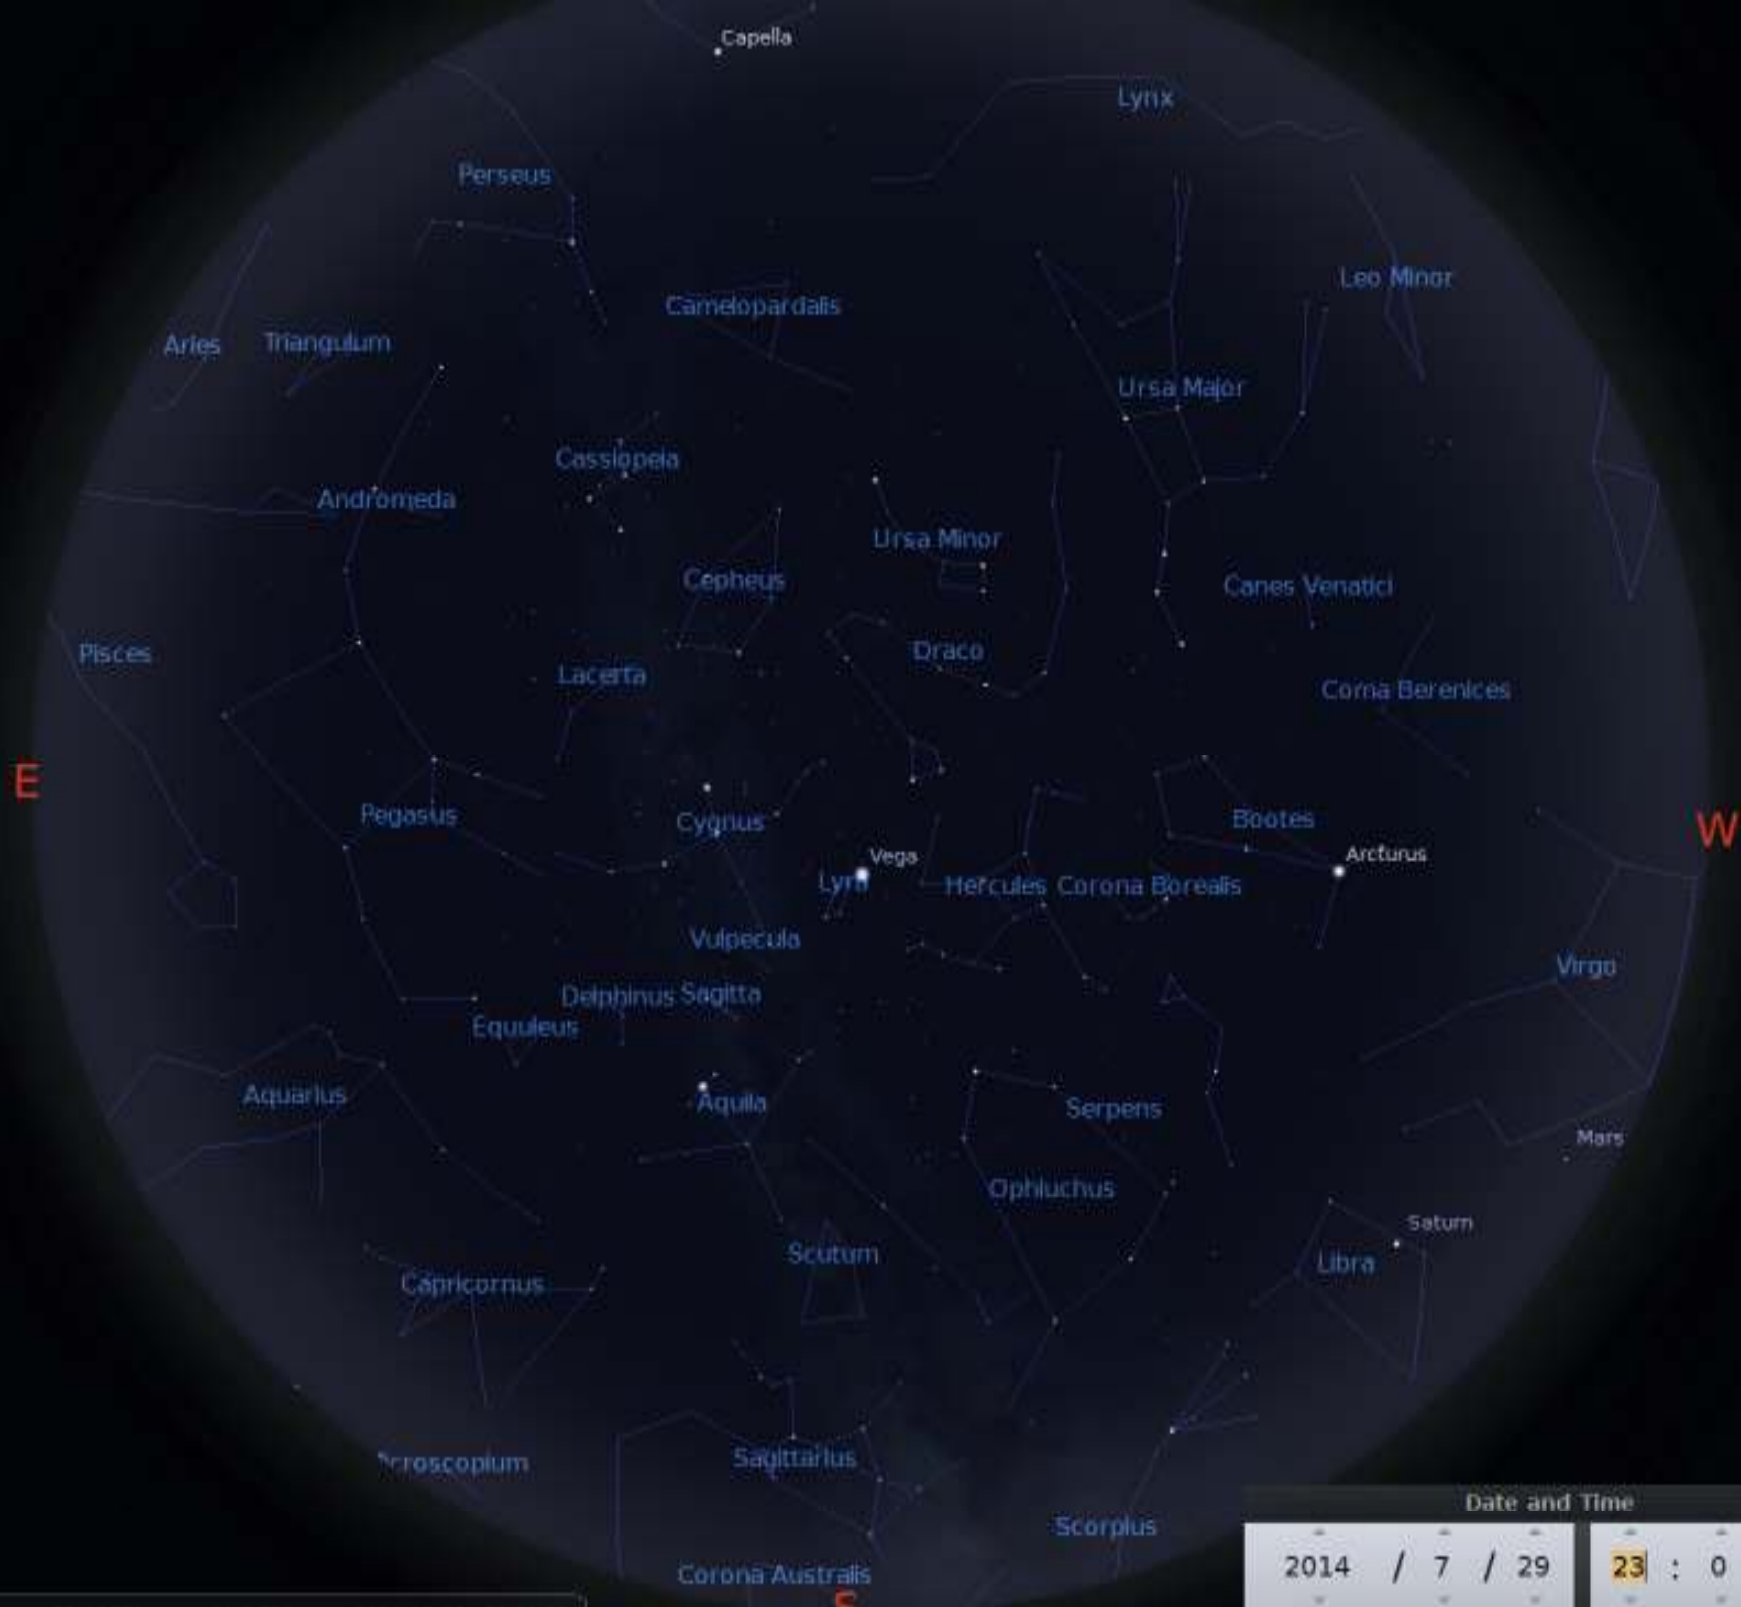 Capella
Lynx
Perseus
Leo Minor
Camelopardalis
Aries
Triangulum
Ursa Major
Cassiopeia
Andromeda
Ursa Minor
Cepheus
Canes Venatici
Pisces
Draco
Lacerta
Coma Berenices
E
Pegasus
Cygnus
Bootes
W
Vega
Arcturus
Lyra
Hercules
Corona Borealis
Vulpecula
Virgo
Delphinus
Sagitta
Equuleus
Aquarius
Aquila
Serpens
Mars
Ophiuchus
Saturn
Scutum
Libra
Capricornus
Sagittarius
croscopium
Date and Time
Scorpius
2014 / 7 / 29 23 : 0
Corona Australis